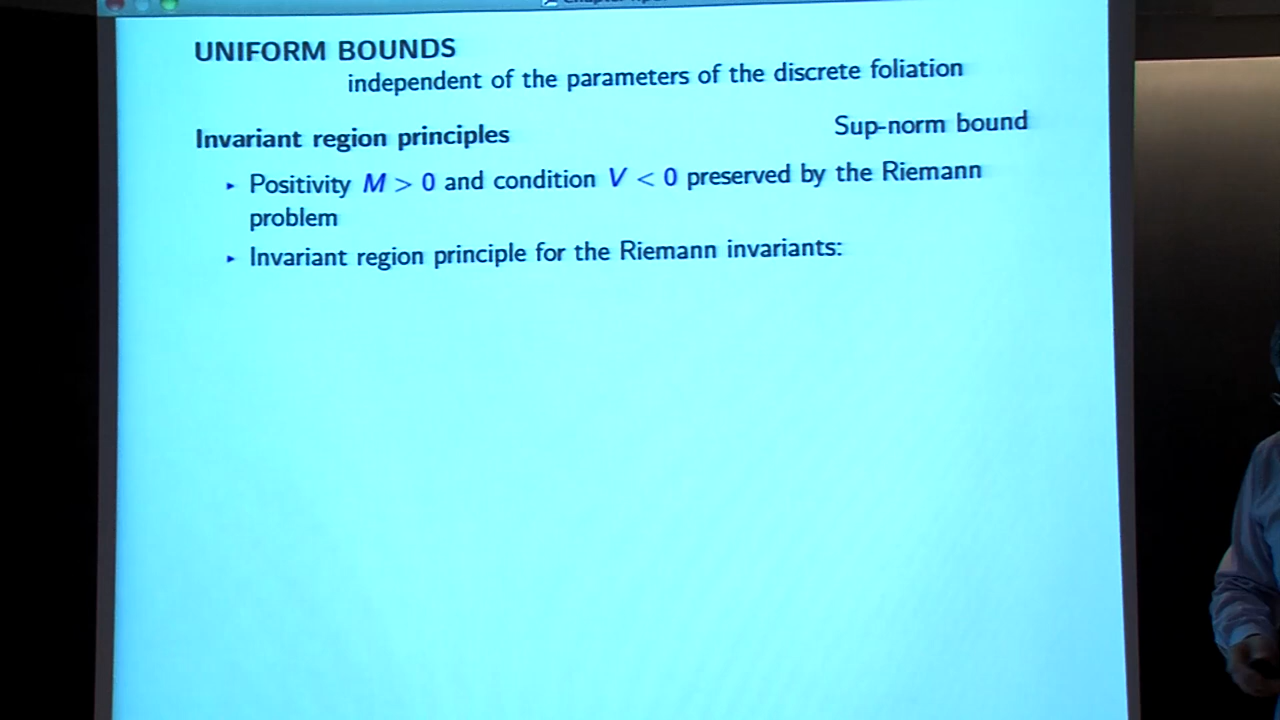 UNIFORM BOUNDS
independent of the parameters of the discrete foliation
Invariant region principles Sup-norm bound
▸ Positivity M > 0 and condition V < 0 preserved by the Riemann
problem
▸ Invariant region principle for the Riemann invariants: